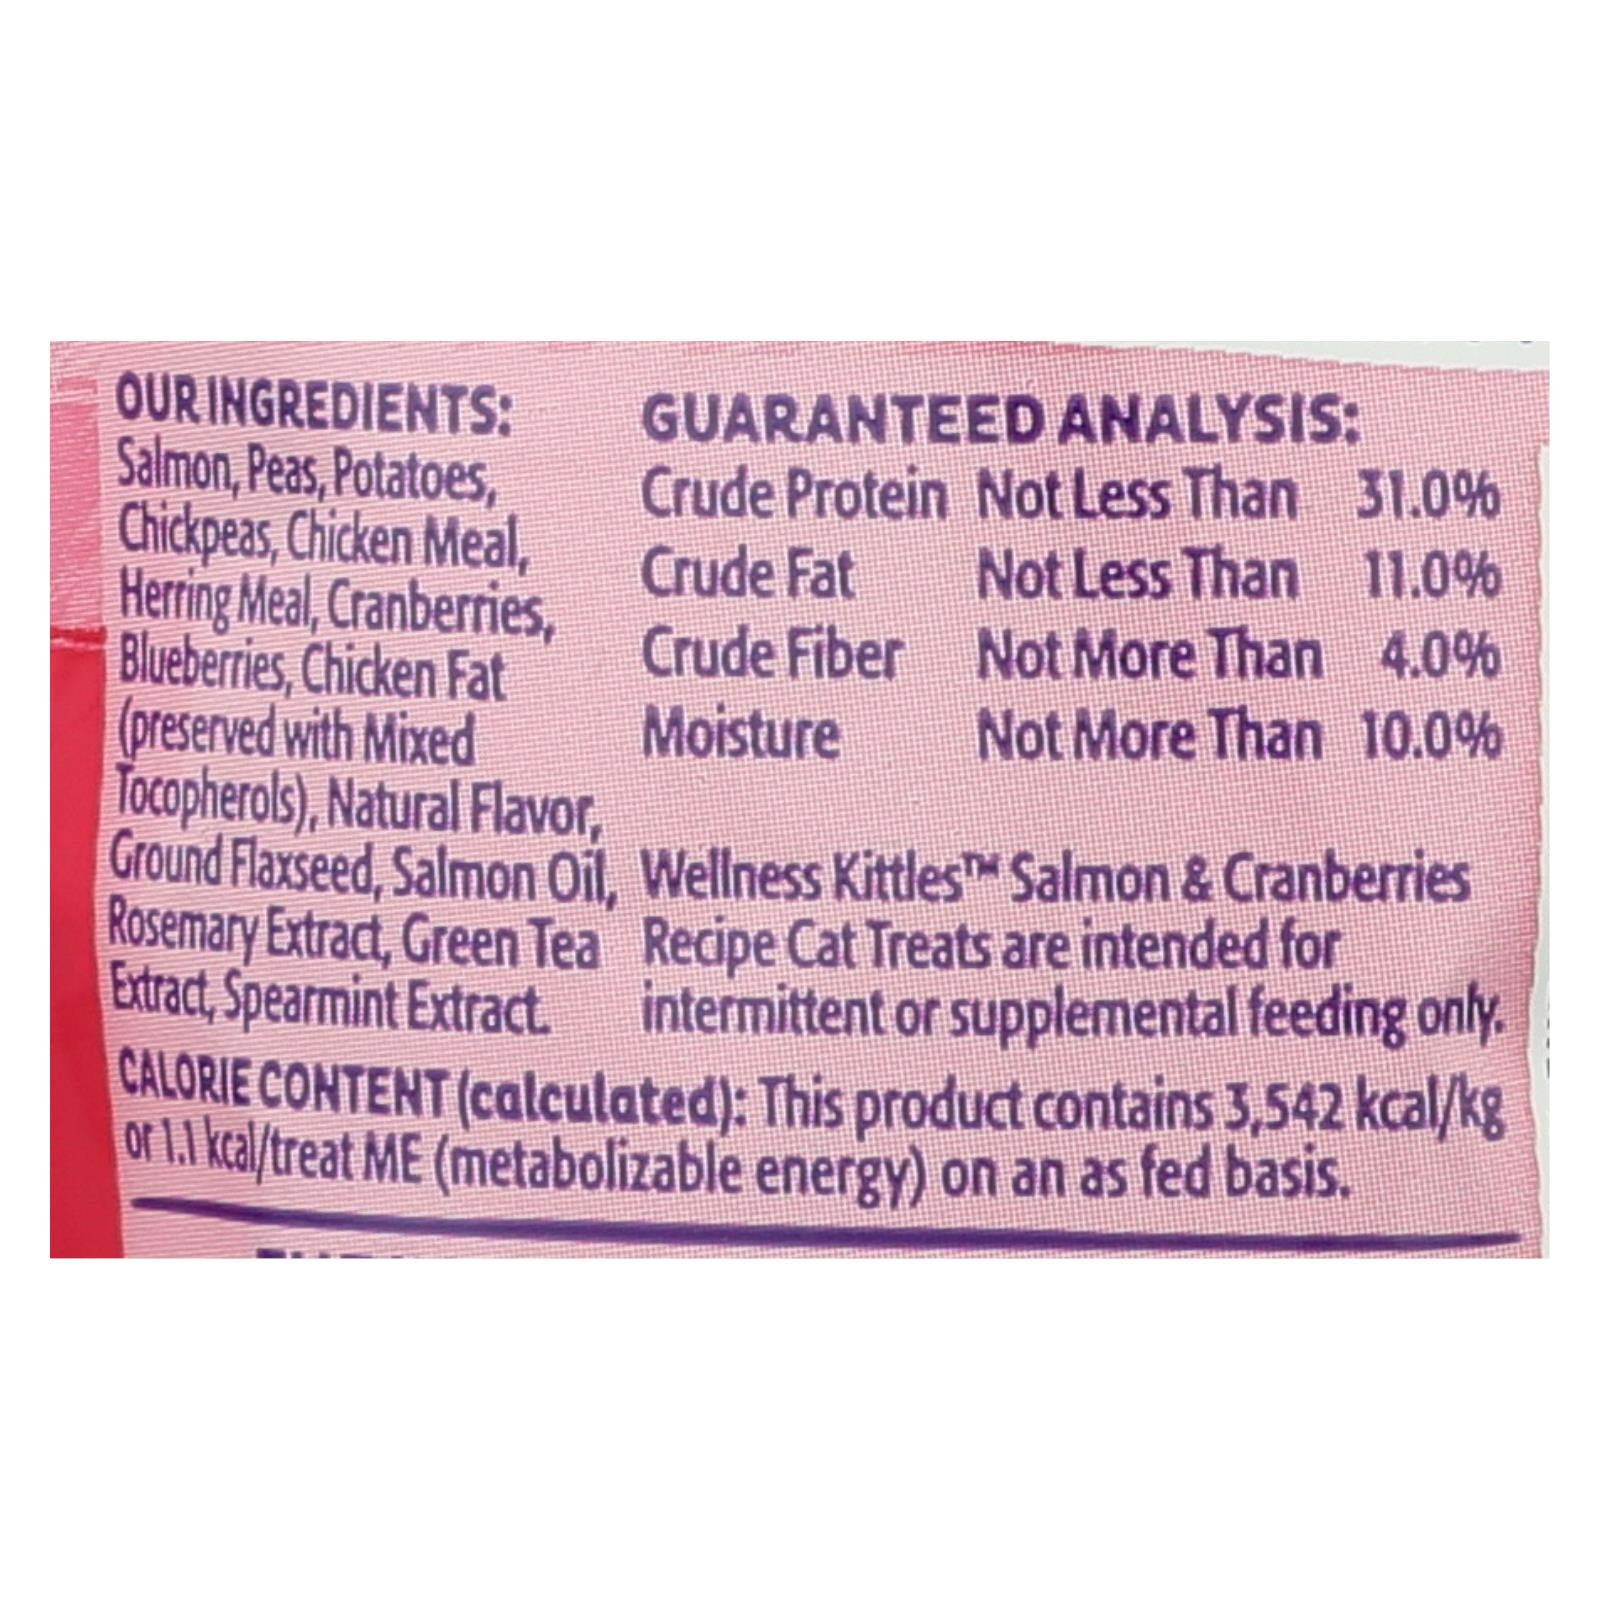 OUR INGREDIENTS:
Salmon, Peas, Potatoes,
Chickpeas, Chicken Meal,
Herring Meal, Cranberries,
Blueberries, Chicken Fat
(preserved with Mixed
Tocopherols), Natural Flavor,
Ground Flaxseed, Salmon Oil,
Rosemary Extract, Green Tea
Extract, Spearmint Extract.
GUARANTEED ANALYSIS:
Crude Protein Not Less Than 31.0%
Crude Fat Not Less Than 11.0%
Crude Fiber Not More Than 4.0%
Moisture Not More Than 10.0%
Wellness Kittles™ Salmon & Cranberries
Recipe Cat Treats are intended for
intermittent or supplemental feeding only.
CALORIE CONTENT (calculated): This product contains 3,542 kcal/kg
or 1.1 kcal/treat ME (metabolizable energy) on an as fed basis.